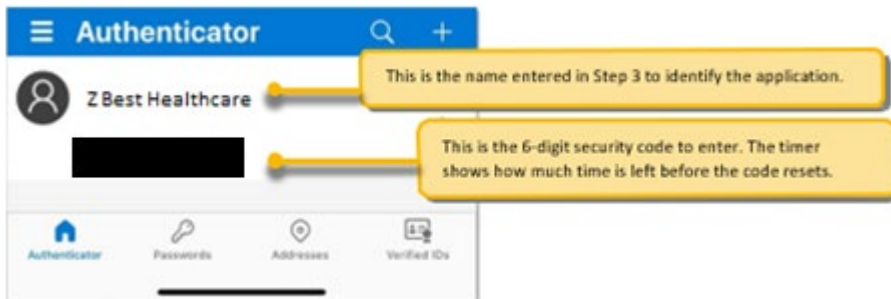 Authenticator
Z Best Healthcare
This is the name entered in Step 3 to identify the application.
This is the 6-digit security code to enter. The timer
shows how much time is left before the code resets.
Authenticator
Passwords
Addresses
Verified IDs